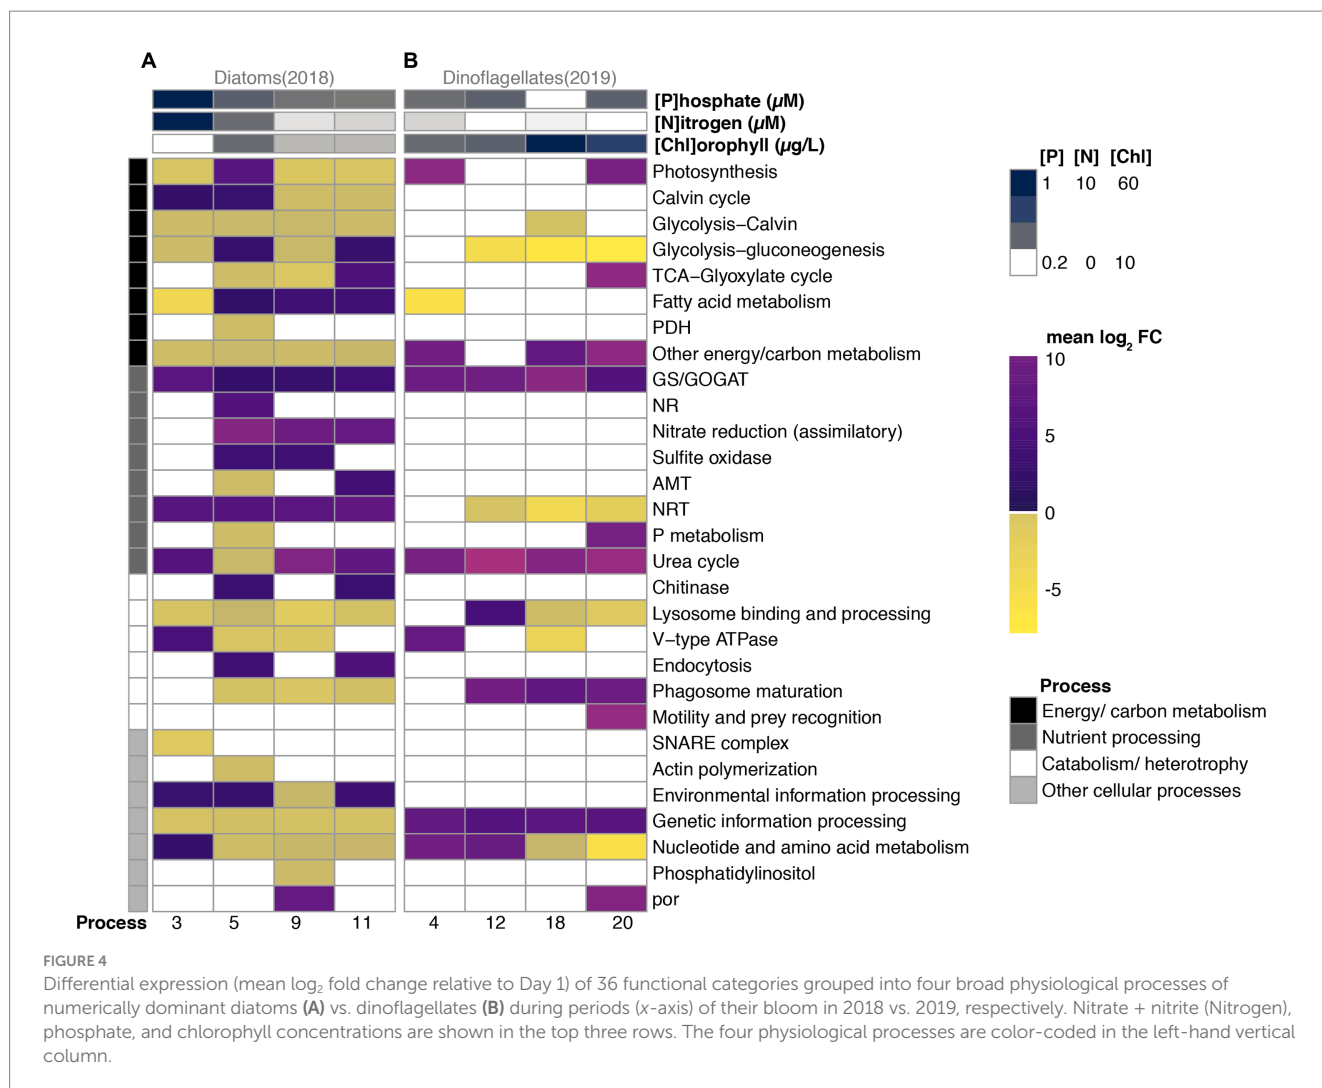 A
B
Diatoms(2018)
Dinoflagellates(2019)
[P]hosphate (µM)
[N]itrogen (µM)
[Chl]orophyll (µg/L)
Photosynthesis
Calvin cycle
Glycolysis–Calvin
Glycolysis–gluconeogenesis
TCA–Glyoxylate cycle
Fatty acid metabolism
PDH
Other energy/carbon metabolism
GS/GOGAT
NR
Nitrate reduction (assimilatory)
Sulfite oxidase
AMT
NRT
P metabolism
Urea cycle
Chitinase
Lysosome binding and processing
V–type ATPase
Endocytosis
Phagosome maturation
Motility and prey recognition
SNARE complex
Actin polymerization
Environmental information processing
Genetic information processing
Nucleotide and amino acid metabolism
Phosphatidylinositol
por
Process 3 5 9 11 4 12 18 20
[P] [N] [Chl]
1 10 60
0.2 0 10
mean log2 FC
10
5
0
-5
Process
Energy/ carbon metabolism
Nutrient processing
Catabolism/ heterotrophy
Other cellular processes
FIGURE 4
Differential expression (mean log2 fold change relative to Day 1) of 36 functional categories grouped into four broad physiological processes of
numerically dominant diatoms (A) vs. dinoflagellates (B) during periods (x-axis) of their bloom in 2018 vs. 2019, respectively. Nitrate + nitrite (Nitrogen),
phosphate, and chlorophyll concentrations are shown in the top three rows. The four physiological processes are color-coded in the left-hand vertical
column.